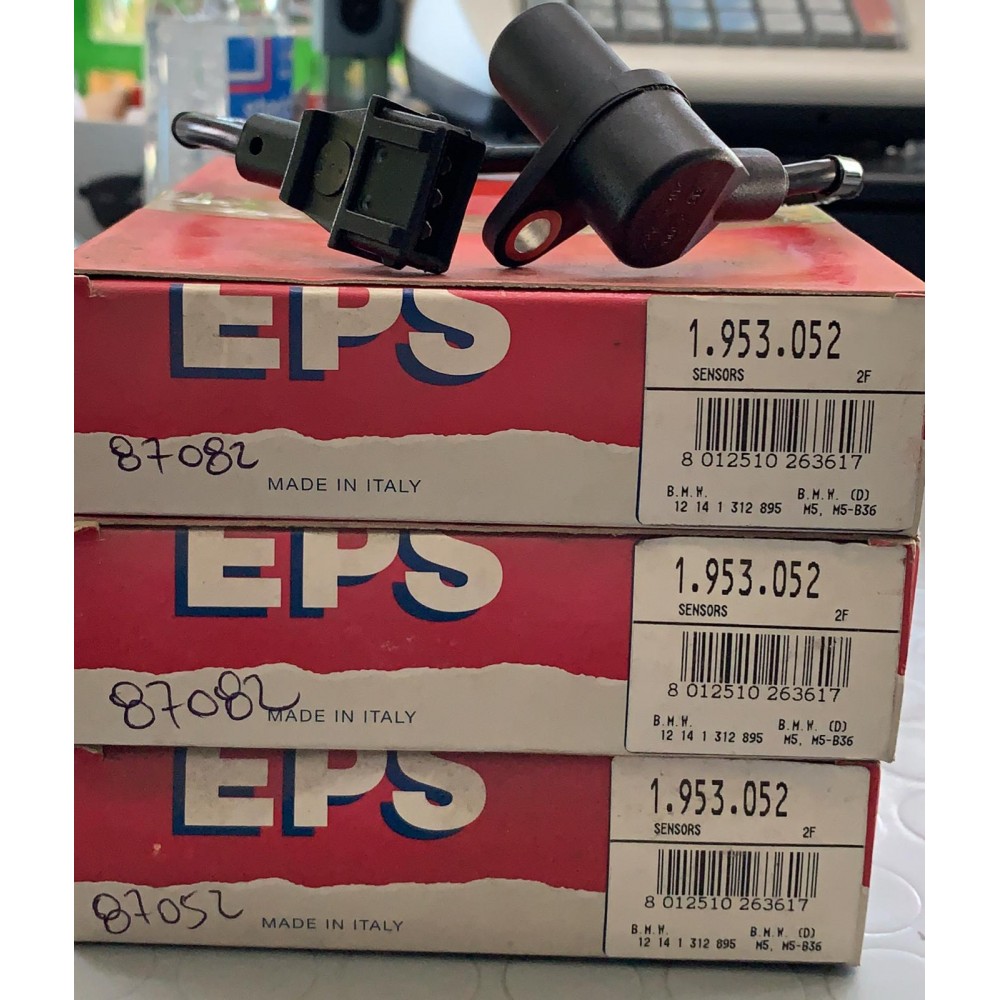 EPS
1.953.052
SENSORS 2F
8 012510 263617
B.M.W. B.M.W. (D)
12 14 1 312 895 M5, M5-B36
87082
MADE IN ITALY
EPS
1.953.052
SENSORS 2F
8 012510 263617
B.M.W. B.M.W. (D)
12 14 1 312 895 M5, M5-B36
87082
MADE IN ITALY
EPS
1.953.052
SENSORS 2F
8 012510 263617
B.M.W. B.M.W. (D)
12 14 1 312 895 M5, M5-B36
87052
MADE IN ITALY